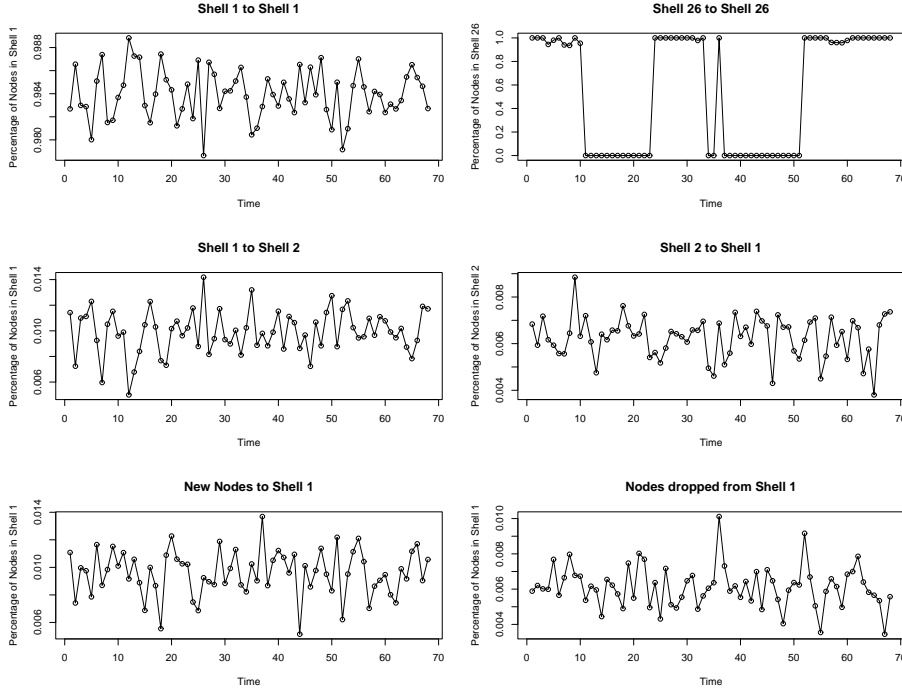 Shell 1 to Shell 1
Percentage of Nodes in Shell 1
0.988
0.984
0.980
0 10 20 30 40 50 60 70
Time
Shell 26 to Shell 26
Percentage of Nodes in Shell 26
1.0
0.8
0.6
0.4
0.2
0.0
0 10 20 30 40 50 60 70
Time
Shell 1 to Shell 2
Percentage of Nodes in Shell 1
0.014
0.010
0.006
0 10 20 30 40 50 60 70
Time
Shell 2 to Shell 1
Percentage of Nodes in Shell 2
0.008
0.006
0.004
0 10 20 30 40 50 60 70
Time
New Nodes to Shell 1
Percentage of Nodes in Shell 1
0.014
0.010
0.006
0 10 20 30 40 50 60 70
Time
Nodes dropped from Shell 1
Percentage of Nodes in Shell 1
0.010
0.008
0.006
0.004
0 10 20 30 40 50 60 70
Time